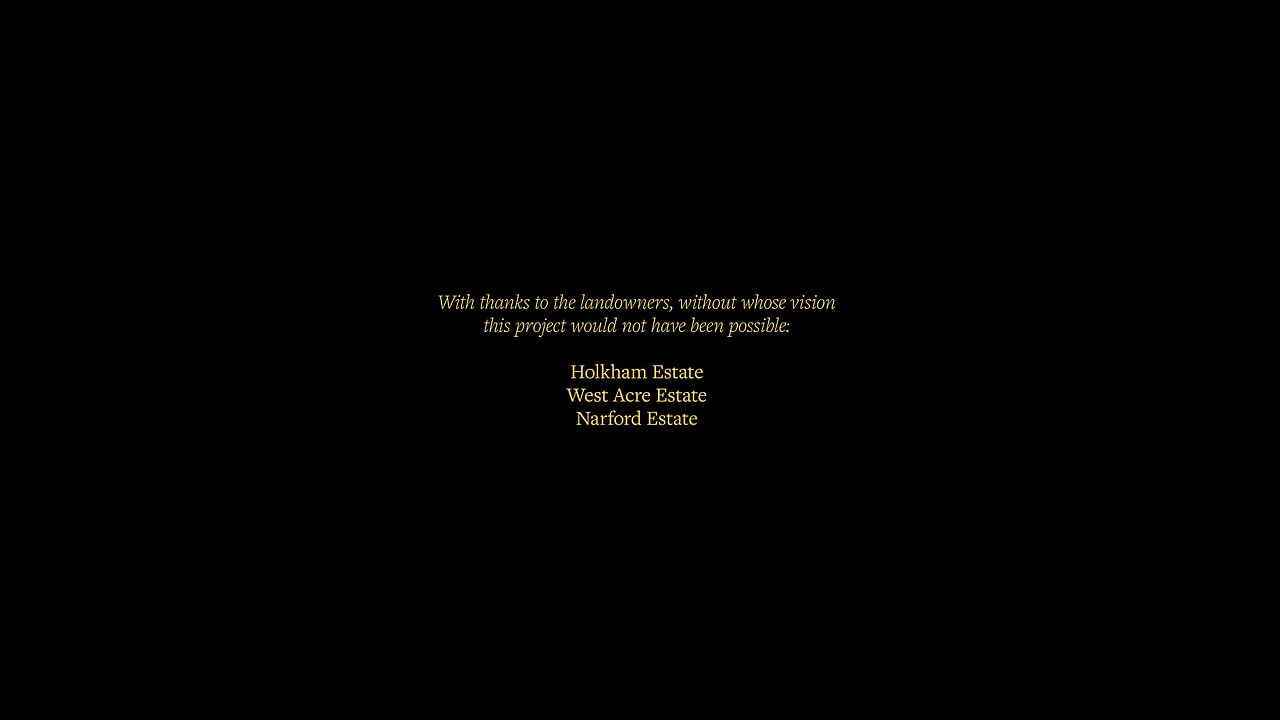 With thanks to the landowners, without whose vision
this project would not have been possible:
Holkham Estate
West Acre Estate
Narford Estate